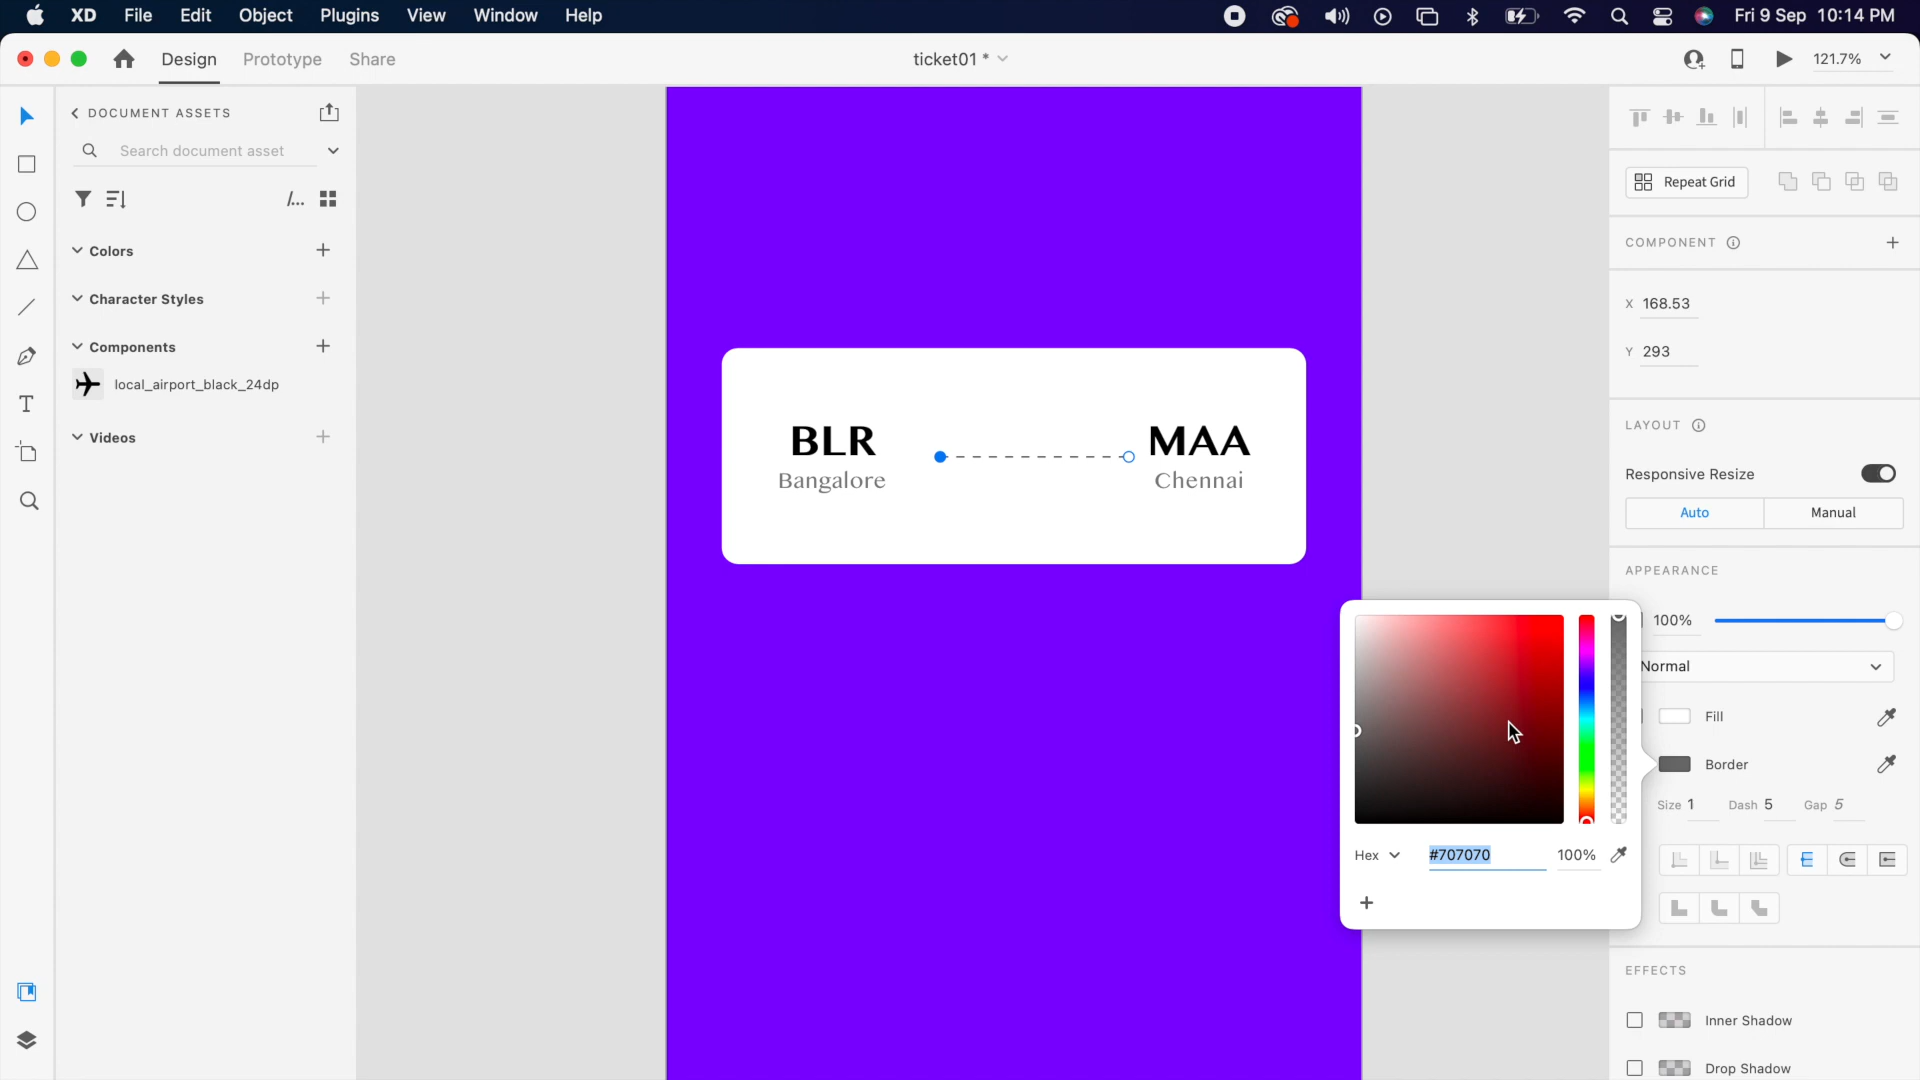 XD File Edit Object Plugins View Window Help Fri 9 Sep 10:14 PM
Design Prototype Share ticket01 * 121.7%
DOCUMENT ASSETS
Search document asset
/...
Repeat Grid
Colors
COMPONENT
Character Styles
X 168.53
Components
Y 293
local_airport_black_24dp
Videos
BLR MAA
Bangalore Chennai
LAYOUT
Responsive Resize
Auto Manual
APPEARANCE
100%
Normal
Fill
Border
Size 1 Dash 5 Gap 5
Hex #707070 100%
EFFECTS
Inner Shadow
Drop Shadow